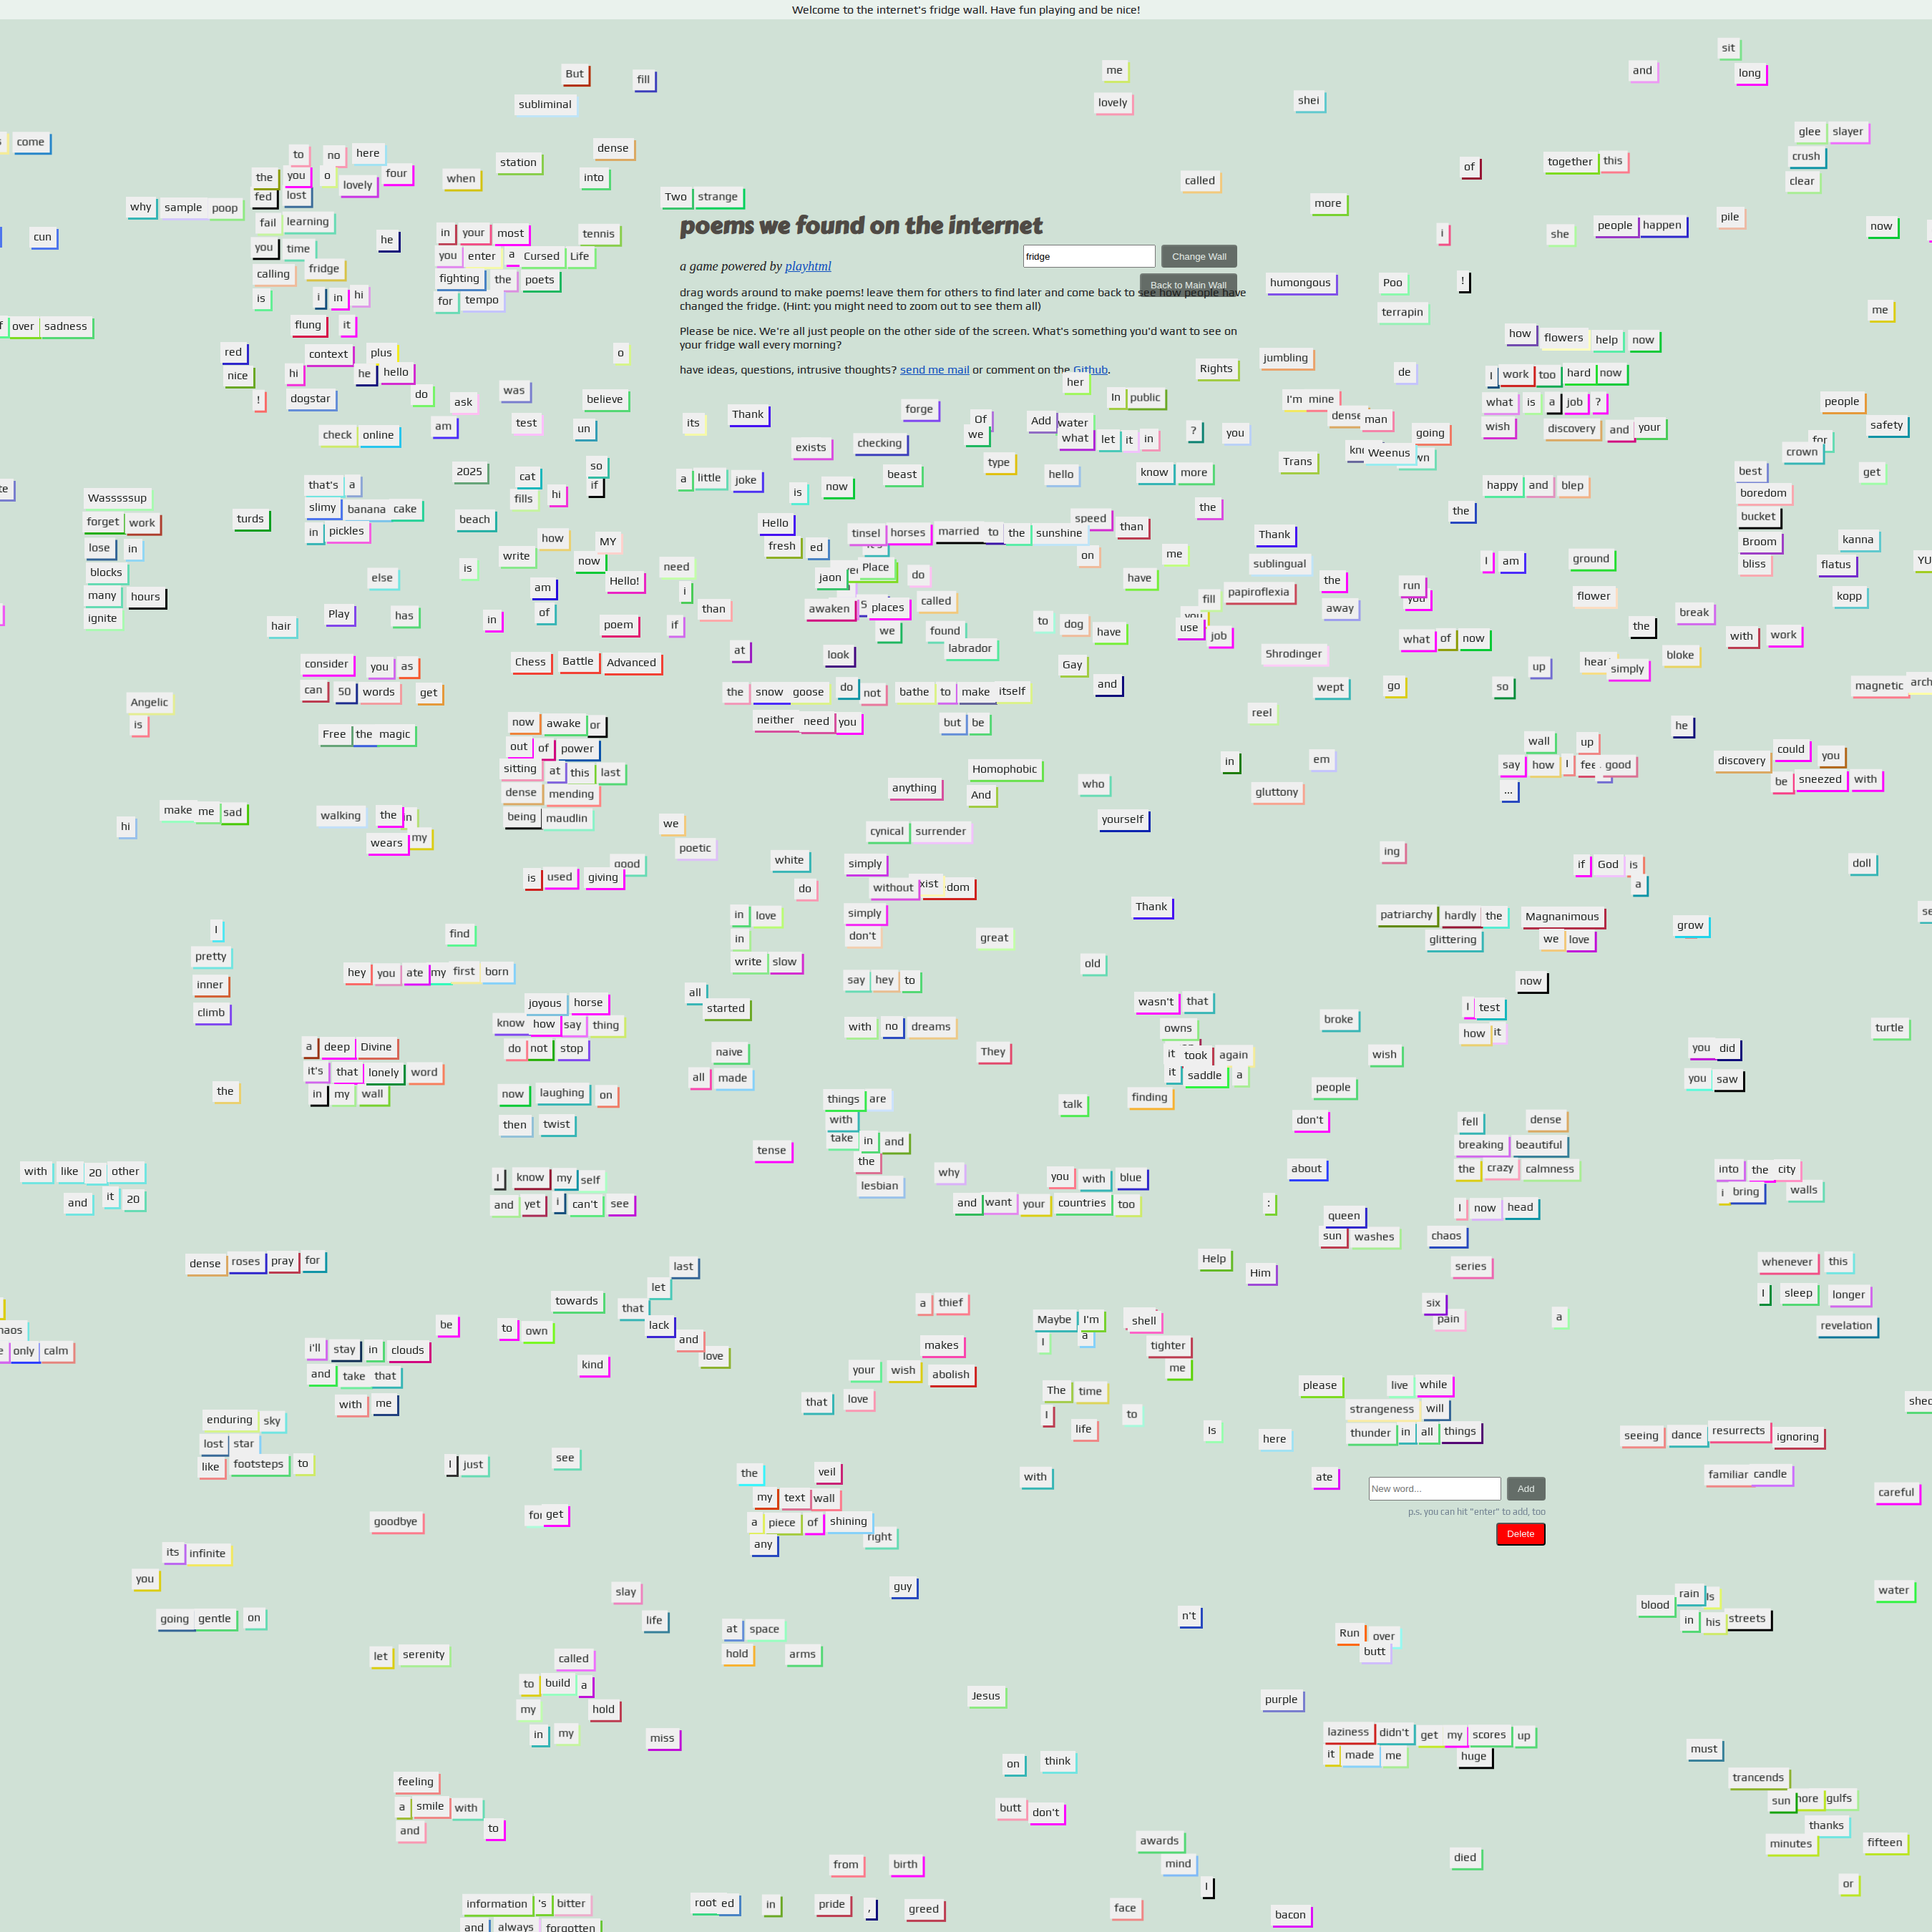 Welcome to the internet's fridge wall. Have fun playing and be nice!
sit
But fill me and long
subliminal lovely shei
come glee slayer
to no here dense together this crush
the you o lovely four when station into of clear
fed lost Two strange called more
why sample poop
fail learning poems we found on the internet people happen pile
cun you time he in your most tennis i she now
you enter a Cursed Life
calling fridge a game powered by playhtml fridge Change Wall
fighting the poets humongous Poo !
Back to Main Wall
is i in hi for tempo drag words around to make poems! leave them for others to find later and come back to see how people have
changed the fridge. (Hint: you might need to zoom out to see them all) terrapin me
over sadness flung it Please be nice. We're all just people on the other side of the screen. What's something you'd want to see on
your fridge wall every morning? how flowers help now
red context plus o jumbling
nice hi he hello have ideas, questions, intrusive thoughts? send me mail or comment on the Github. Rights de I work too hard now
her
! dogstar do ask was believe In public I'm mine what is a job ? people
its Thank forge Of Add water dense man
check online am test un we what let it in ? you going wish discovery and your safety
exists checking for
Weenus crown
2025 so type Trans
cat if a little joke beast hello know more best get
that's a fills hi is now happy and blep boredom
Wasssssup slimy banana cake the the
forget work turds in pickles beach Hello tinsel horses married to the sunshine speed than bucket
lose in how MY fresh ed on me Thank Broom kanna
blocks write now Place sublingual I am ground bliss flatus
else is need jaon do have the run
many hours am Hello! i fill papiroflexia flower kopp
ignite Play has of than awaken places called away break
hair in poem if we found to dog have use job the with work
at look labrador what of now
consider you as Chess Battle Advanced Gay Shrodinger up simply bloke
can 50 words get the snow goose do not bathe to make itself and wept go so magnetic
Angelic
is now awake or neither need you but be reel he
Free the magic out of power wall up
sitting at this last Homophobic in em say how I good discovery could you
dense mending anything And who gluttony ... be sneezed with
make me sad walking the being maudlin we yourself
hi wears my poetic cynical surrender
good white simply ing if God is doll
is used giving do without dom a
I in love simply Thank patriarchy hardly the Magnanimous grow
find in don't great glittering we love
pretty write slow old
inner hey you ate my first born say hey to now
climb joyous horse all started wasn't that I test
know how say thing with no dreams owns broke how it turtle
a deep Divine do not stop naive They it took again wish you did
it's that lonely word all made it saddle a you saw
the in my wall now laughing on things are finding people
then twist with talk don't fell dense
tense take in and breaking beautiful
with like 20 other the the crazy calmness into the city
and it 20 I know my self lesbian why you with blue about i bring walls
and yet i can't see and want your countries too : I now head
queen
sun washes chaos
dense roses pray for last Help Him series whenever this
let I sleep longer
towards that a thief six
be to own lack Maybe I'm shell pain a revelation
only calm i'll stay in clouds and makes I a tighter
and take that kind love your wish abolish me
with me that love The time please live while
enduring sky I to strangeness will
lost star life Is here thunder in all things seeing dance resurrects ignoring
like footsteps to I just see
the veil with ate familiar candle
my text wall New word... Add careful
goodbye get a piece of shining p.s. you can hit "enter" to add, too
any right Delete
its infinite
you slay guy rain water
blood
going gentle on life at space n't in his streets
let serenity hold arms Run over
called butt
to build a Jesus purple
my hold
in my miss laziness didn't get my scores up
it made me huge must
on think
feeling trancends
a smile with butt don't sun gulfs
and to thanks
awards minutes fifteen
from birth mind died
I or
information 's bitter root ed in pride , greed face bacon
and always forgotten